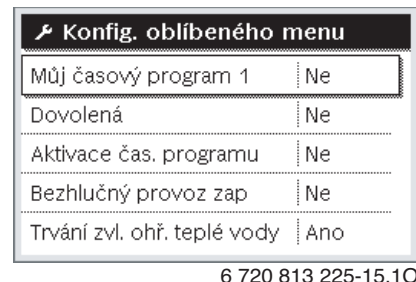 Konfig. oblíbeného menu
Můj časový program 1 Ne
Dovolená Ne
Aktivace čas. programu Ne
Bezhlučný provoz zap Ne
Trvání zvl. ohř. teplé vody Ano
6 720 813 225-15.1O